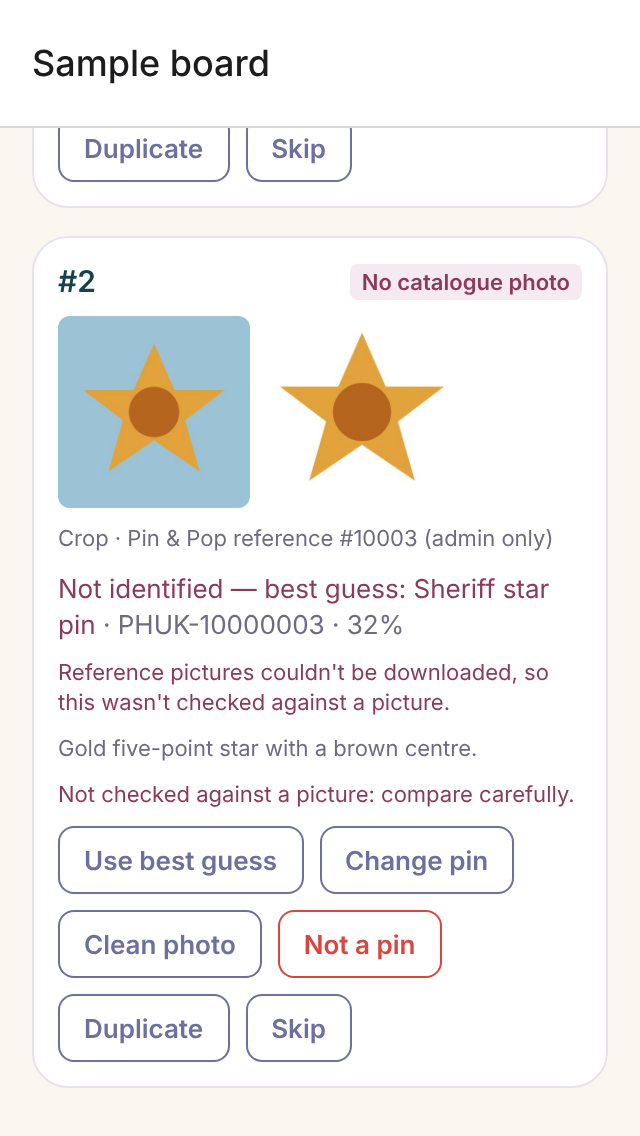 Sample board
Duplicate
Skip
#2
No catalogue photo
Crop · Pin & Pop reference #10003 (admin only)
Not identified — best guess: Sheriff star
pin · PHUK-10000003 · 32%
Reference pictures couldn't be downloaded, so
this wasn't checked against a picture.
Gold five-point star with a brown centre.
Not checked against a picture: compare carefully.
Use best guess
Change pin
Clean photo
Not a pin
Duplicate
Skip